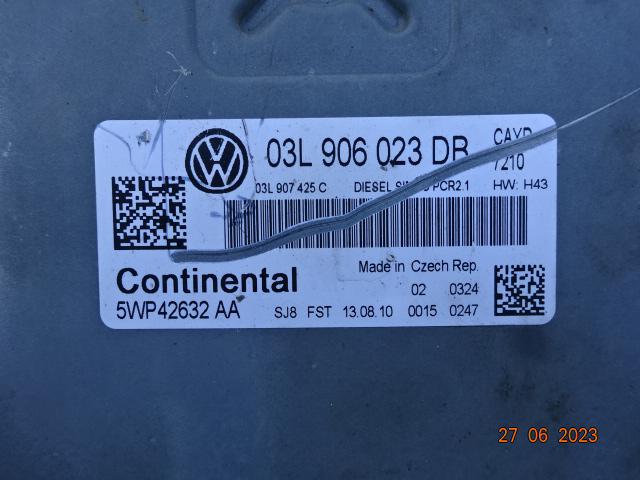 VW
03L 906 023 DB CAYD
03L 907 425 C DIESEL PCR2.1 7210
HW: H43
Continental
Made in Czech Rep.
5WP42632 AA
02 0324
SJ8 FST 13.08.10 0015 0247
27 06 2023